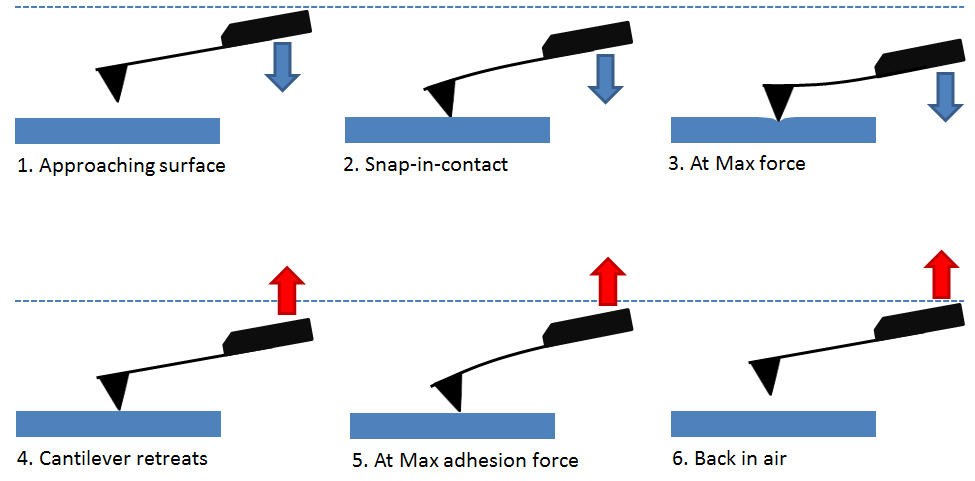 1. Approaching surface
2. Snap-in-contact
3. At Max force
4. Cantilever retreats
5. At Max adhesion force
6. Back in air